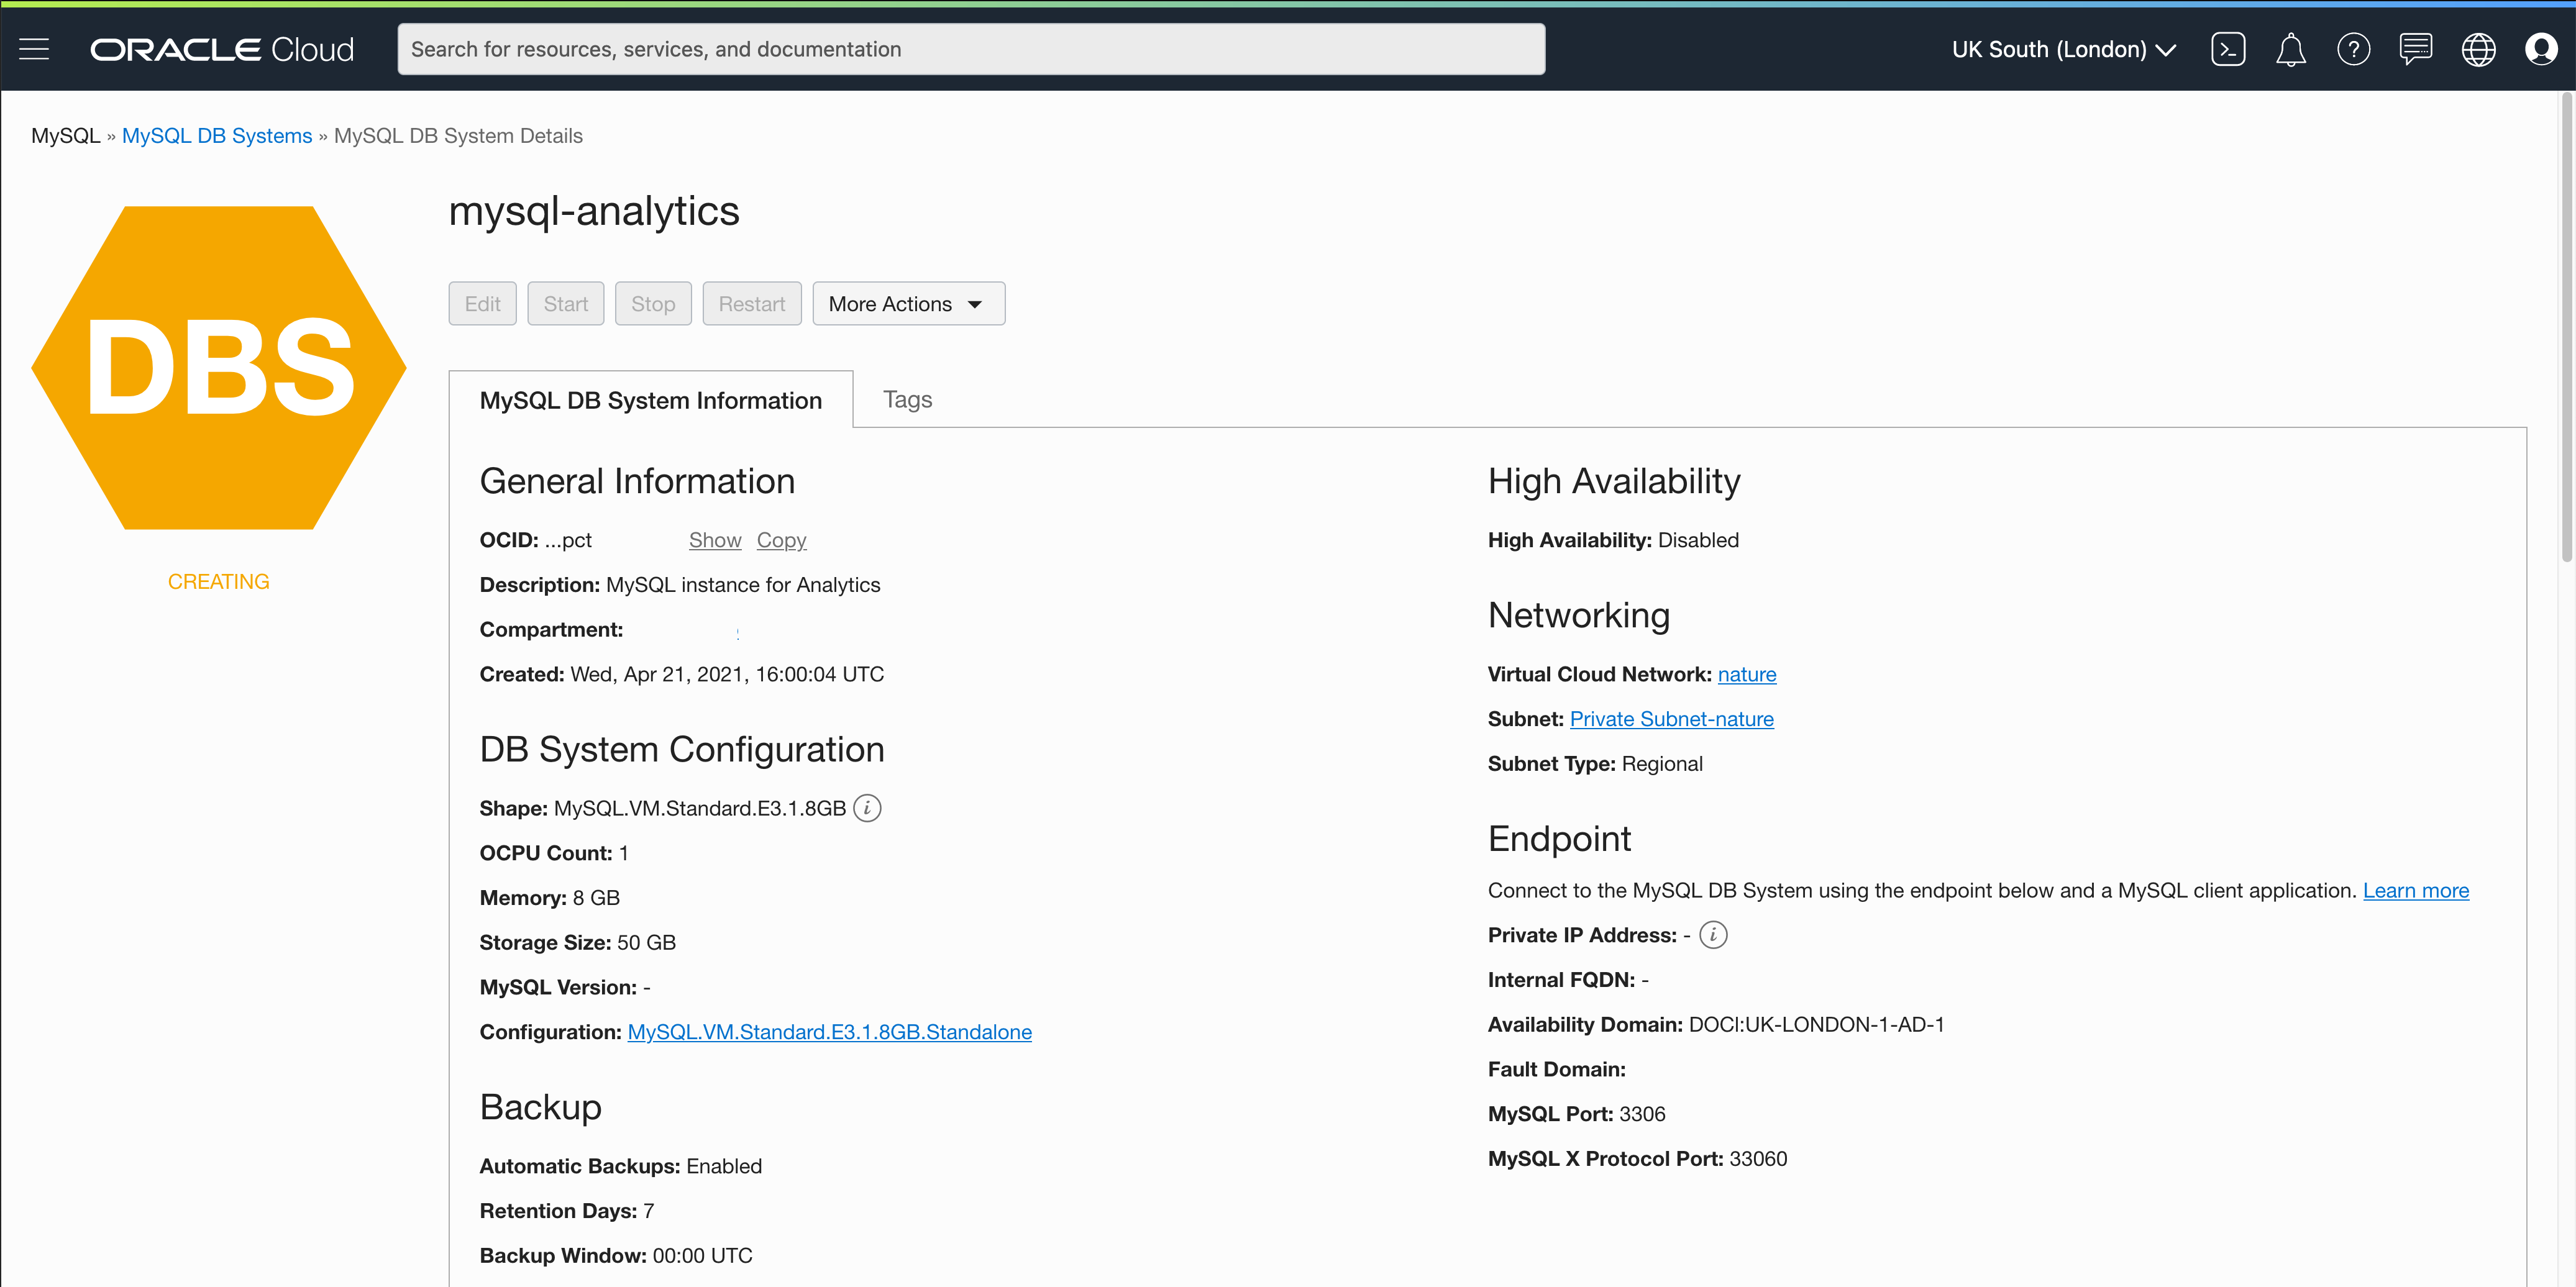 ORACLE Cloud
Search for resources, services, and documentation
UK South (London)
MySQL » MySQL DB Systems » MySQL DB System Details
DBS
CREATING
mysql-analytics
Edit Start Stop Restart More Actions
MySQL DB System Information Tags
General Information
OCID: ...pct Show Copy
Description: MySQL instance for Analytics
Compartment:
Created: Wed, Apr 21, 2021, 16:00:04 UTC
DB System Configuration
Shape: MySQL.VM.Standard.E3.1.8GB
OCPU Count: 1
Memory: 8 GB
Storage Size: 50 GB
MySQL Version: -
Configuration: MySQL.VM.Standard.E3.1.8GB.Standalone
Backup
Automatic Backups: Enabled
Retention Days: 7
Backup Window: 00:00 UTC
High Availability
High Availability: Disabled
Networking
Virtual Cloud Network: nature
Subnet: Private Subnet-nature
Subnet Type: Regional
Endpoint
Connect to the MySQL DB System using the endpoint below and a MySQL client application. Learn more
Private IP Address: -
Internal FQDN: -
Availability Domain: DOCl:UK-LONDON-1-AD-1
Fault Domain:
MySQL Port: 3306
MySQL X Protocol Port: 33060